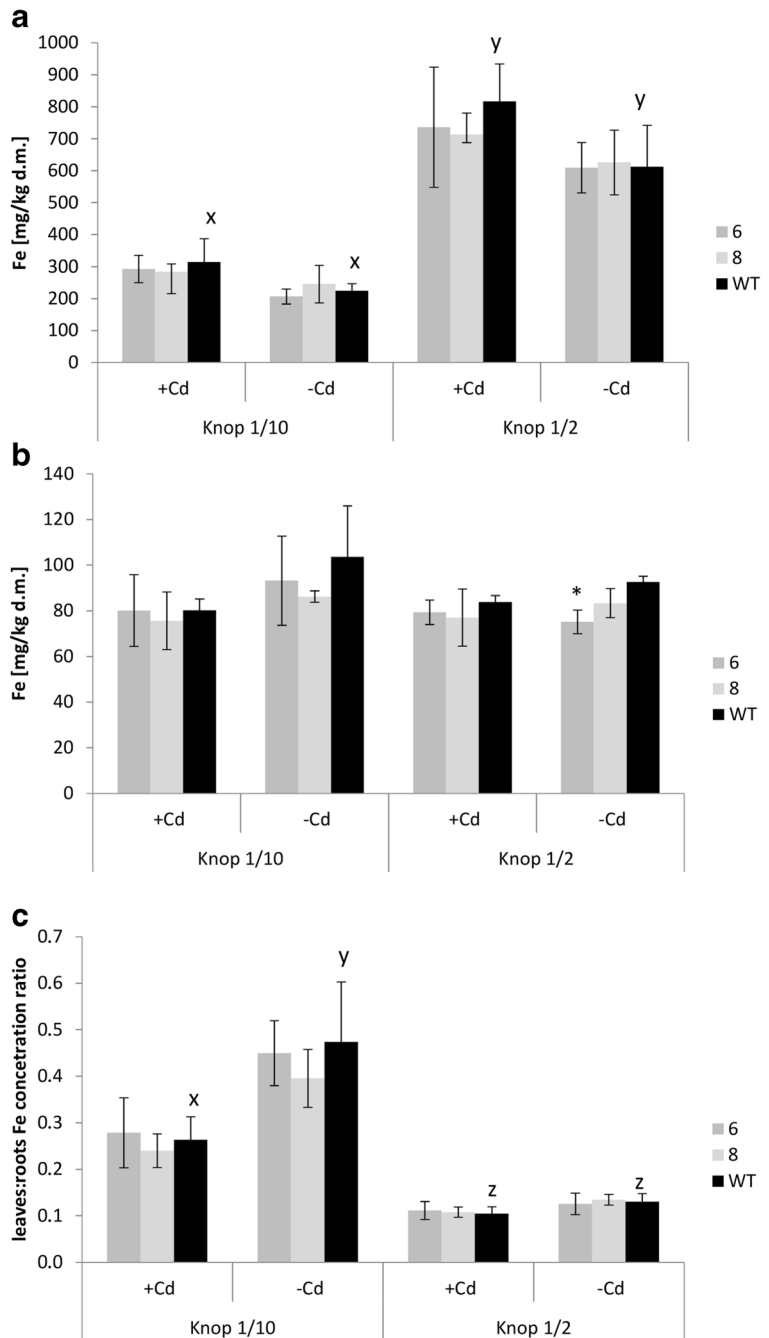 a
1000
900
800
700
600
500
400
300
200
100
0
Fe [mg/kg d.m.]
x
x
y
y
6
8
WT
+Cd
-Cd
+Cd
-Cd
Knop 1/10
Knop 1/2
b
140
120
100
80
60
40
20
0
Fe [mg/kg d.m.]
*
6
8
WT
+Cd
-Cd
+Cd
-Cd
Knop 1/10
Knop 1/2
c
0.7
0.6
0.5
0.4
0.3
0.2
0.1
0.0
leaves:roots Fe concetration ratio
x
y
z
z
6
8
WT
+Cd
-Cd
+Cd
-Cd
Knop 1/10
Knop 1/2